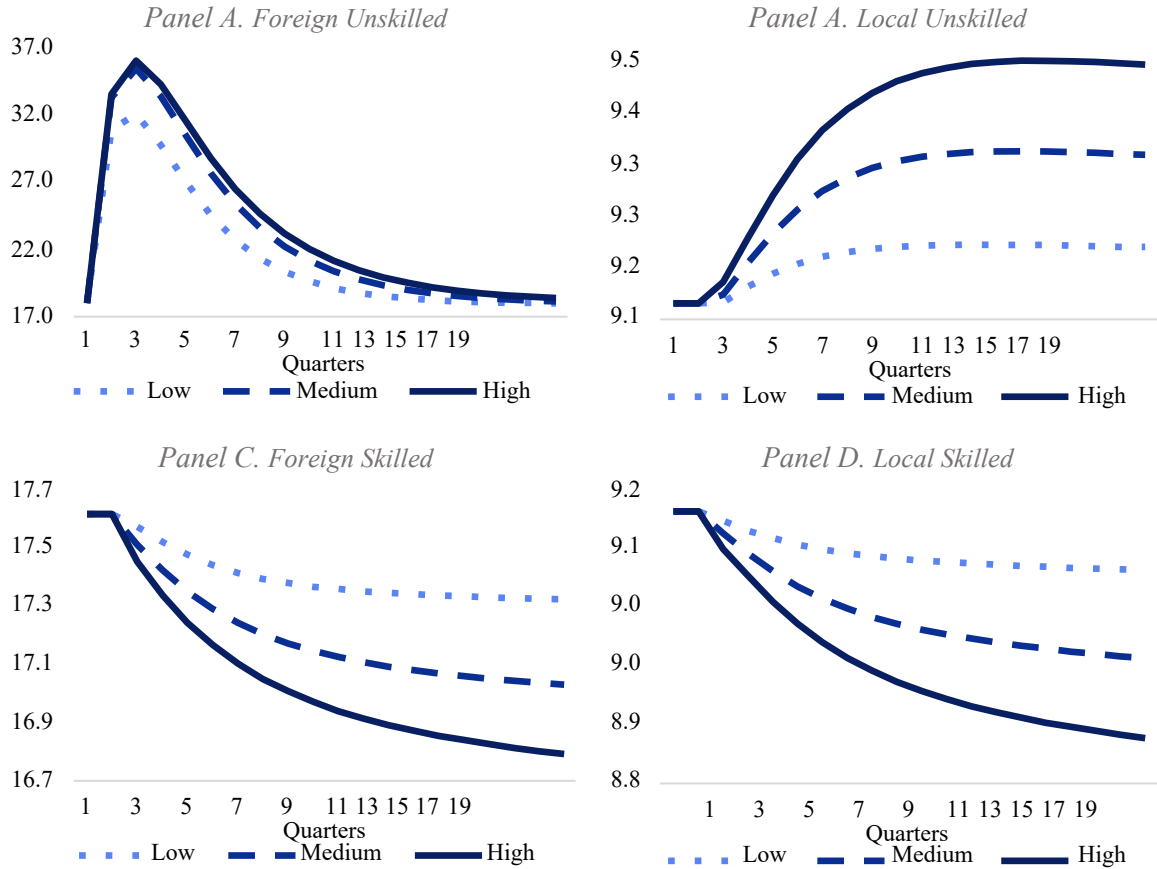 Panel A. Foreign Unskilled
37.0
32.0
27.0
22.0
17.0
1 3 5 7 9 11 13 15 17 19
Quarters
Low Medium High
Panel A. Local Unskilled
9.5
9.4
9.3
9.3
9.2
9.1
1 3 5 7 9 11 13 15 17 19
Quarters
Low Medium High
Panel C. Foreign Skilled
17.7
17.5
17.3
17.1
16.9
16.7
1 3 5 7 9 11 13 15 17 19
Quarters
Low Medium High
Panel D. Local Skilled
9.2
9.1
9.0
9.0
8.9
8.8
1 3 5 7 9 11 13 15 17 19
Quarters
Low Medium High